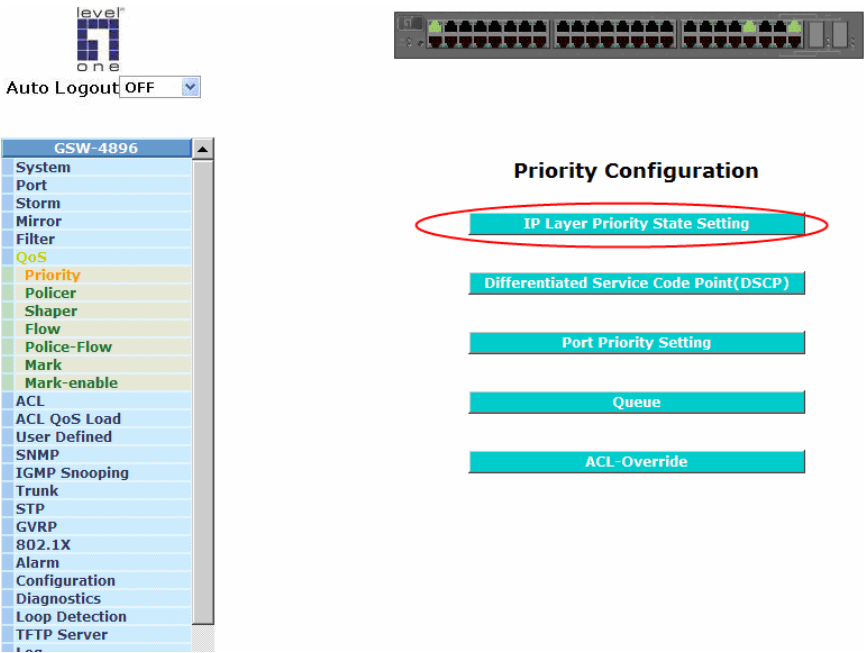 level
one
Auto Logout OFF
GSW-4896
System
Port
Storm
Mirror
Filter
QoS
Priority
Policer
Shaper
Flow
Police-Flow
Mark
Mark-enable
ACL
ACL QoS Load
User Defined
SNMP
IGMP Snooping
Trunk
STP
GVRP
802.1X
Alarm
Configuration
Diagnostics
Loop Detection
TFTP Server
Log
Priority Configuration
IP Layer Priority State Setting
Differentiated Service Code Point(DSCP)
Port Priority Setting
Queue
ACL-Override